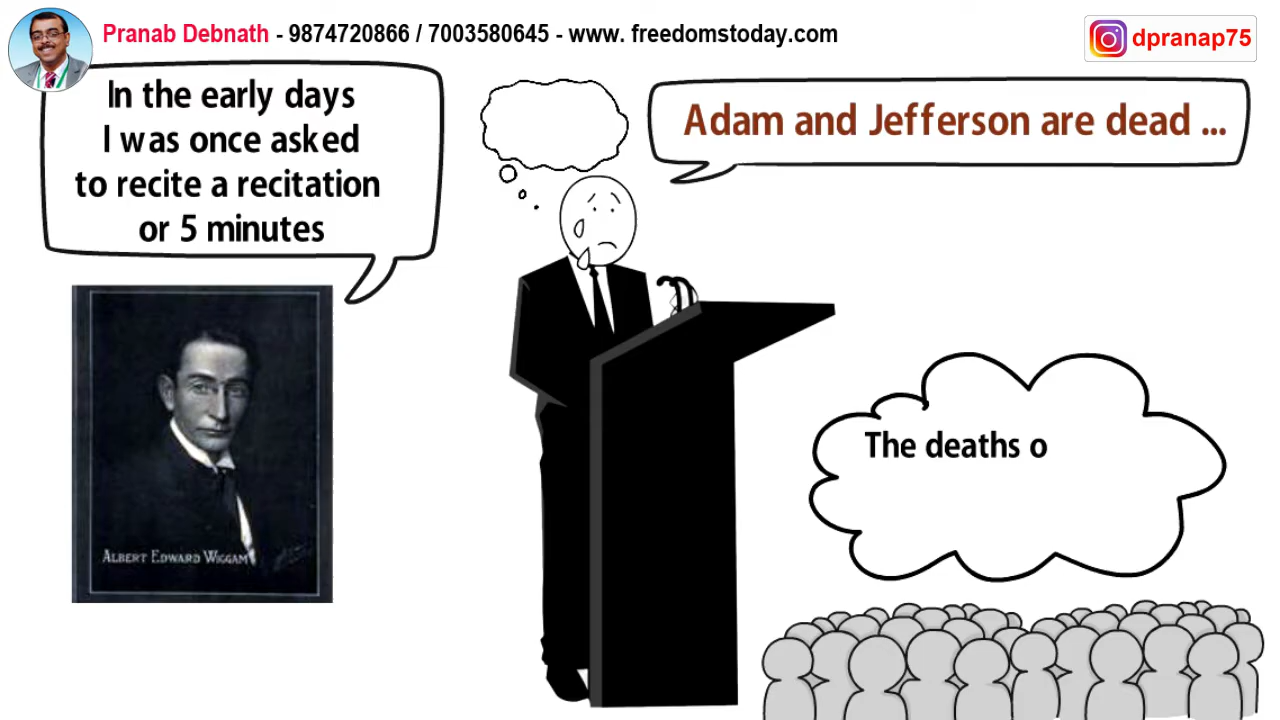 Pranab Debnath - 9874720866 / 7003580645 - www. freedomstoday.com
dpranap75
In the early days
I was once asked
to recite a recitation
or 5 minutes
Adam and Jefferson are dead ...
The deaths o
ALBERT EDWARD WIGGAM